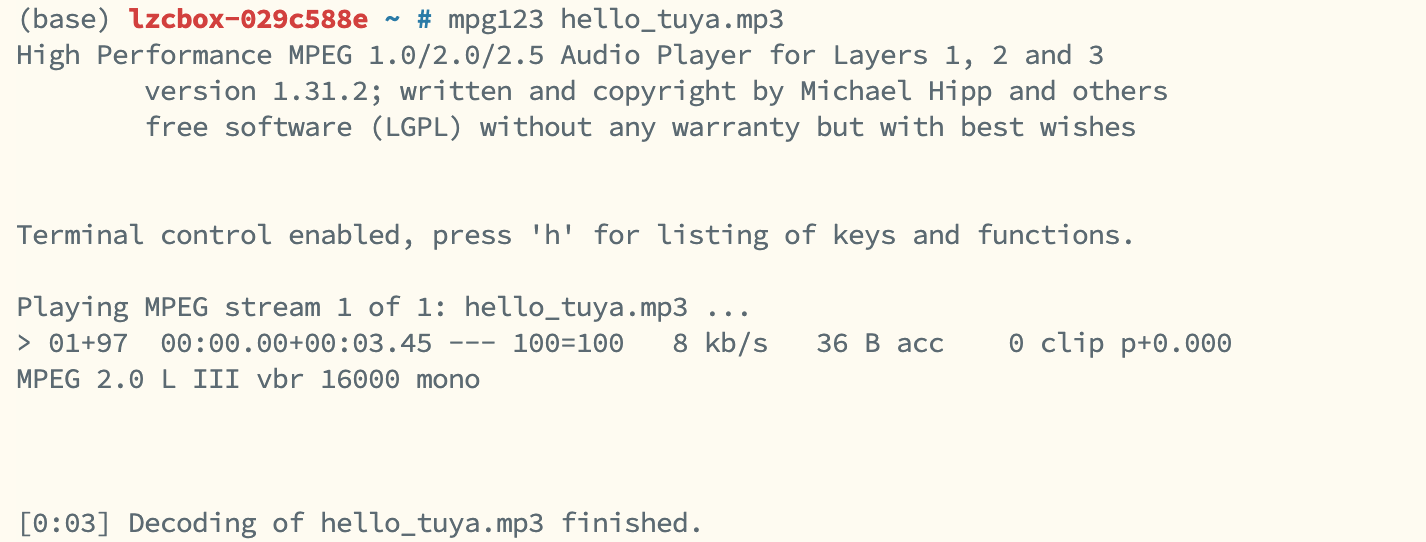 (base) lzcbox-029c588e ~ # mpg123 hello_tuya.mp3
High Performance MPEG 1.0/2.0/2.5 Audio Player for Layers 1, 2 and 3
        version 1.31.2; written and copyright by Michael Hipp and others
        free software (LGPL) without any warranty but with best wishes
Terminal control enabled, press 'h' for listing of keys and functions.
Playing MPEG stream 1 of 1: hello_tuya.mp3 ...
> 01+97  00:00.00+00:03.45 --- 100=100   8 kb/s   36 B acc    0 clip p+0.000
MPEG 2.0 L III vbr 16000 mono
[0:03] Decoding of hello_tuya.mp3 finished.